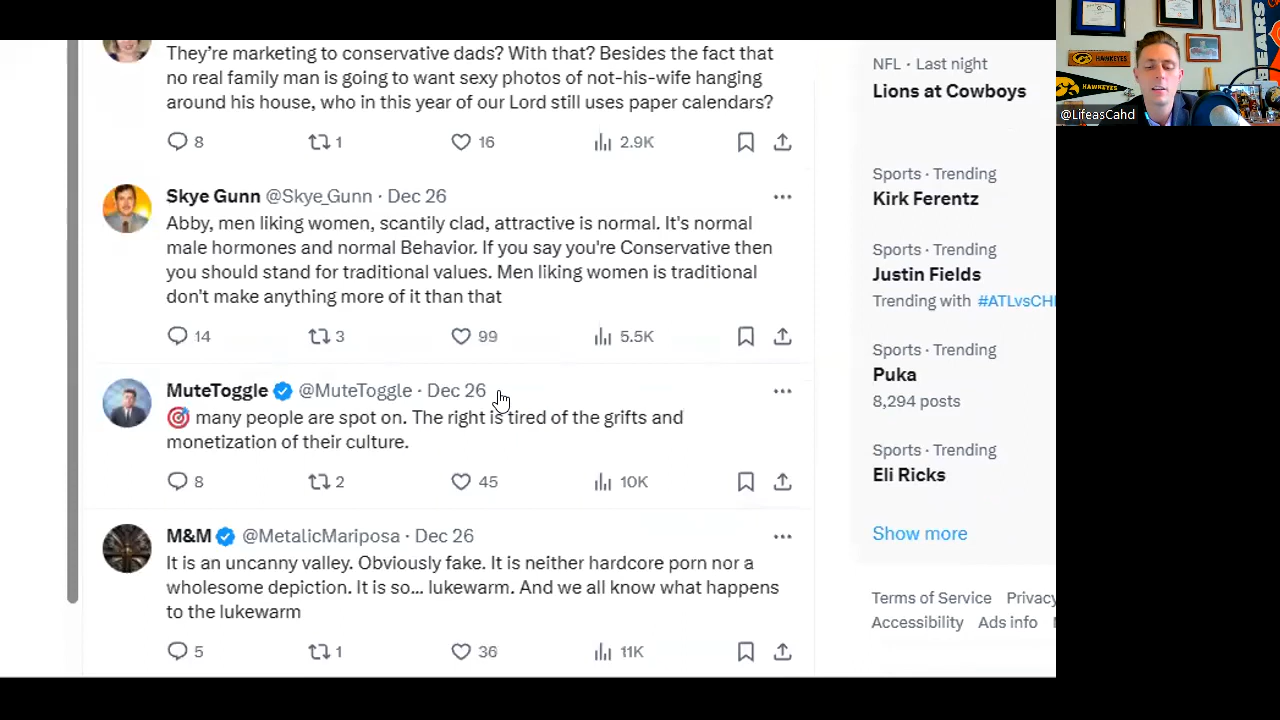 They're marketing to conservative dads? With that? Besides the fact that
no real family man is going to want sexy photos of not-his-wife hanging
around his house, who in this year of our Lord still uses paper calendars?
8 1 16 2.9K
Skye Gunn @Skye_Gunn · Dec 26
Abby, men liking women, scantily clad, attractive is normal. It's normal
male hormones and normal Behavior. If you say you're Conservative then
you should stand for traditional values. Men liking women is traditional
don't make anything more of it than that
14 3 99 5.5K
MuteToggle @MuteToggle · Dec 26
🎯 many people are spot on. The right is tired of the grifts and
monetization of their culture.
8 2 45 10K
M&M @MetalicMariposa · Dec 26
It is an uncanny valley. Obviously fake. It is neither hardcore porn nor a
wholesome depiction. It is so... lukewarm. And we all know what happens
to the lukewarm
5 1 36 11K
NFL · Last night
Lions at Cowboys
Sports · Trending
Kirk Ferentz
Sports · Trending
Justin Fields
Trending with #ATLvsCHI
Sports · Trending
Puka
8,294 posts
Sports · Trending
Eli Ricks
Show more
Terms of Service Privacy
Accessibility Ads info
HAWKEYES
HAWKEYES
BEARS
@LifeasCahd